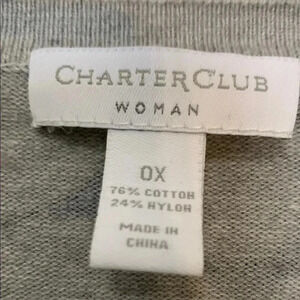 CHARTER CLUB
WOMAN
0X
76% COTTON
24% NYLON
MADE IN
CHINA